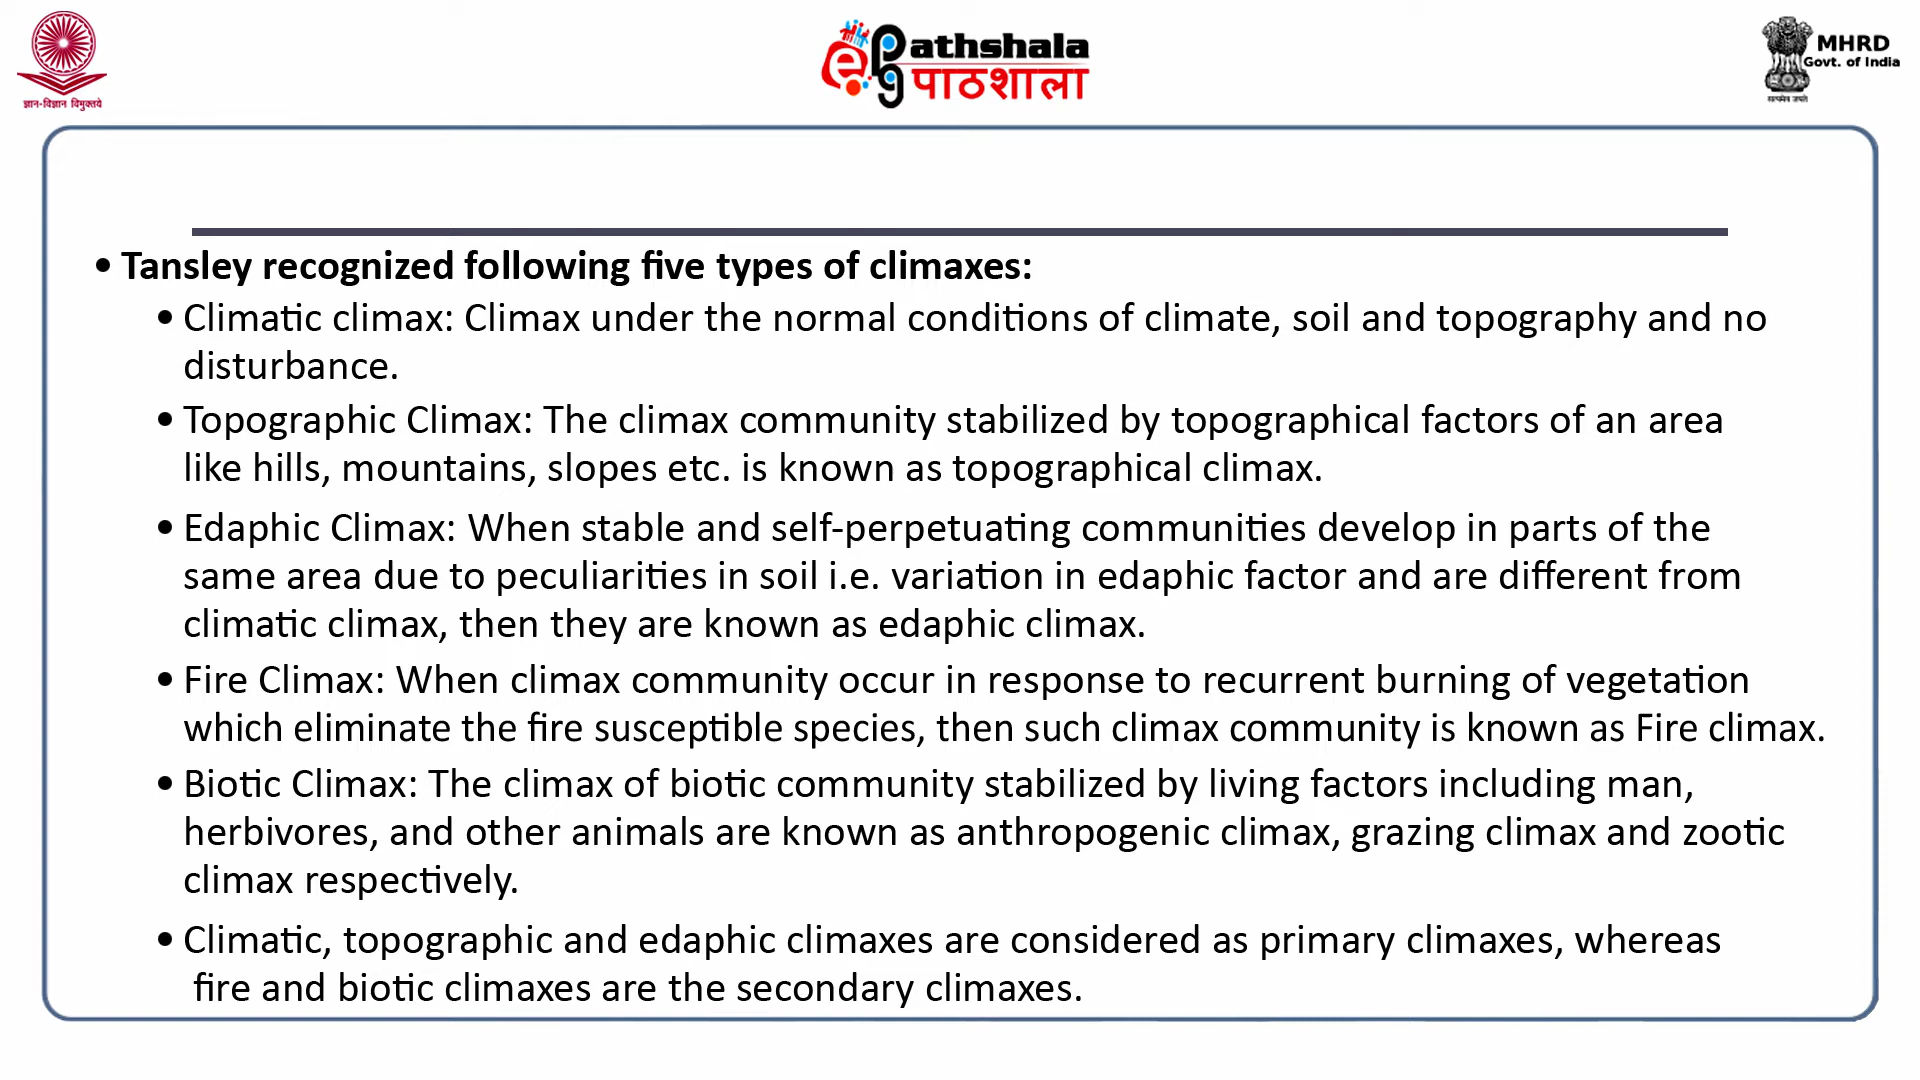 ज्ञान-विज्ञान विमुक्तये
e pg athshala
पाठशाला
MHRD
Govt. of India
सत्यमेव जयते
• Tansley recognized following five types of climaxes:
• Climatic climax: Climax under the normal conditions of climate, soil and topography and no
disturbance.
• Topographic Climax: The climax community stabilized by topographical factors of an area
like hills, mountains, slopes etc. is known as topographical climax.
• Edaphic Climax: When stable and self-perpetuating communities develop in parts of the
same area due to peculiarities in soil i.e. variation in edaphic factor and are different from
climatic climax, then they are known as edaphic climax.
• Fire Climax: When climax community occur in response to recurrent burning of vegetation
which eliminate the fire susceptible species, then such climax community is known as Fire climax.
• Biotic Climax: The climax of biotic community stabilized by living factors including man,
herbivores, and other animals are known as anthropogenic climax, grazing climax and zootic
climax respectively.
• Climatic, topographic and edaphic climaxes are considered as primary climaxes, whereas
fire and biotic climaxes are the secondary climaxes.